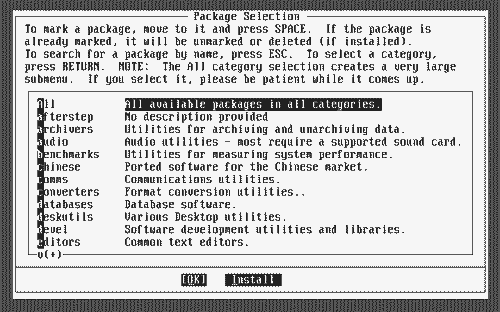 Package Selection
To mark a package, move to it and press SPACE.  If the package is
already marked, it will be unmarked or deleted (if installed).
To search for a package by name, press ESC.  To select a category,
press RETURN.  NOTE:  The All category selection creates a very large
submenu.  If you select it, please be patient while it comes up.
All All available packages in all categories.
afterstep No description provided
archivers Utilities for archiving and unarchiving data.
audio Audio utilities - most require a supported sound card.
benchmarks Utilities for measuring system performance.
chinese Ported software for the Chinese market.
comms Communications utilities.
converters Format conversion utilities..
databases Database software.
deskutils Various Desktop utilities.
devel Software development utilities and libraries.
editors Common text editors.
v(+)
[OK] Install